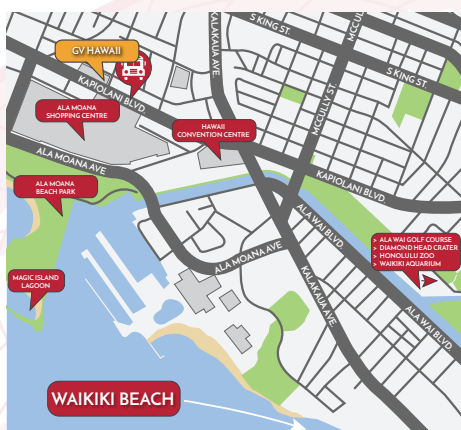 S KING ST.
KALAKAUA AVE.
MCCULLY ST.
S KING ST.
GV HAWAII
KAPIOLANI BLVD.
ALA MOANA
SHOPPING CENTRE
HAWAII
CONVENTION CENTRE
MCCULLY ST.
ALA MOANA AVE
KAPIOLANI BLVD
ALA MOANA
BEACH PARK
ALA WAI BLVD
> ALA WAI GOLF COURSE
> DIAMOND HEAD CRATER
> HONOLULU ZOO
> WAIKIKI AQUARIUM
ALA MOANA AVE
MAGIC ISLAND
LAGOON
KALAKAUA AVE.
ALA WAI BLVD
WAIKIKI BEACH